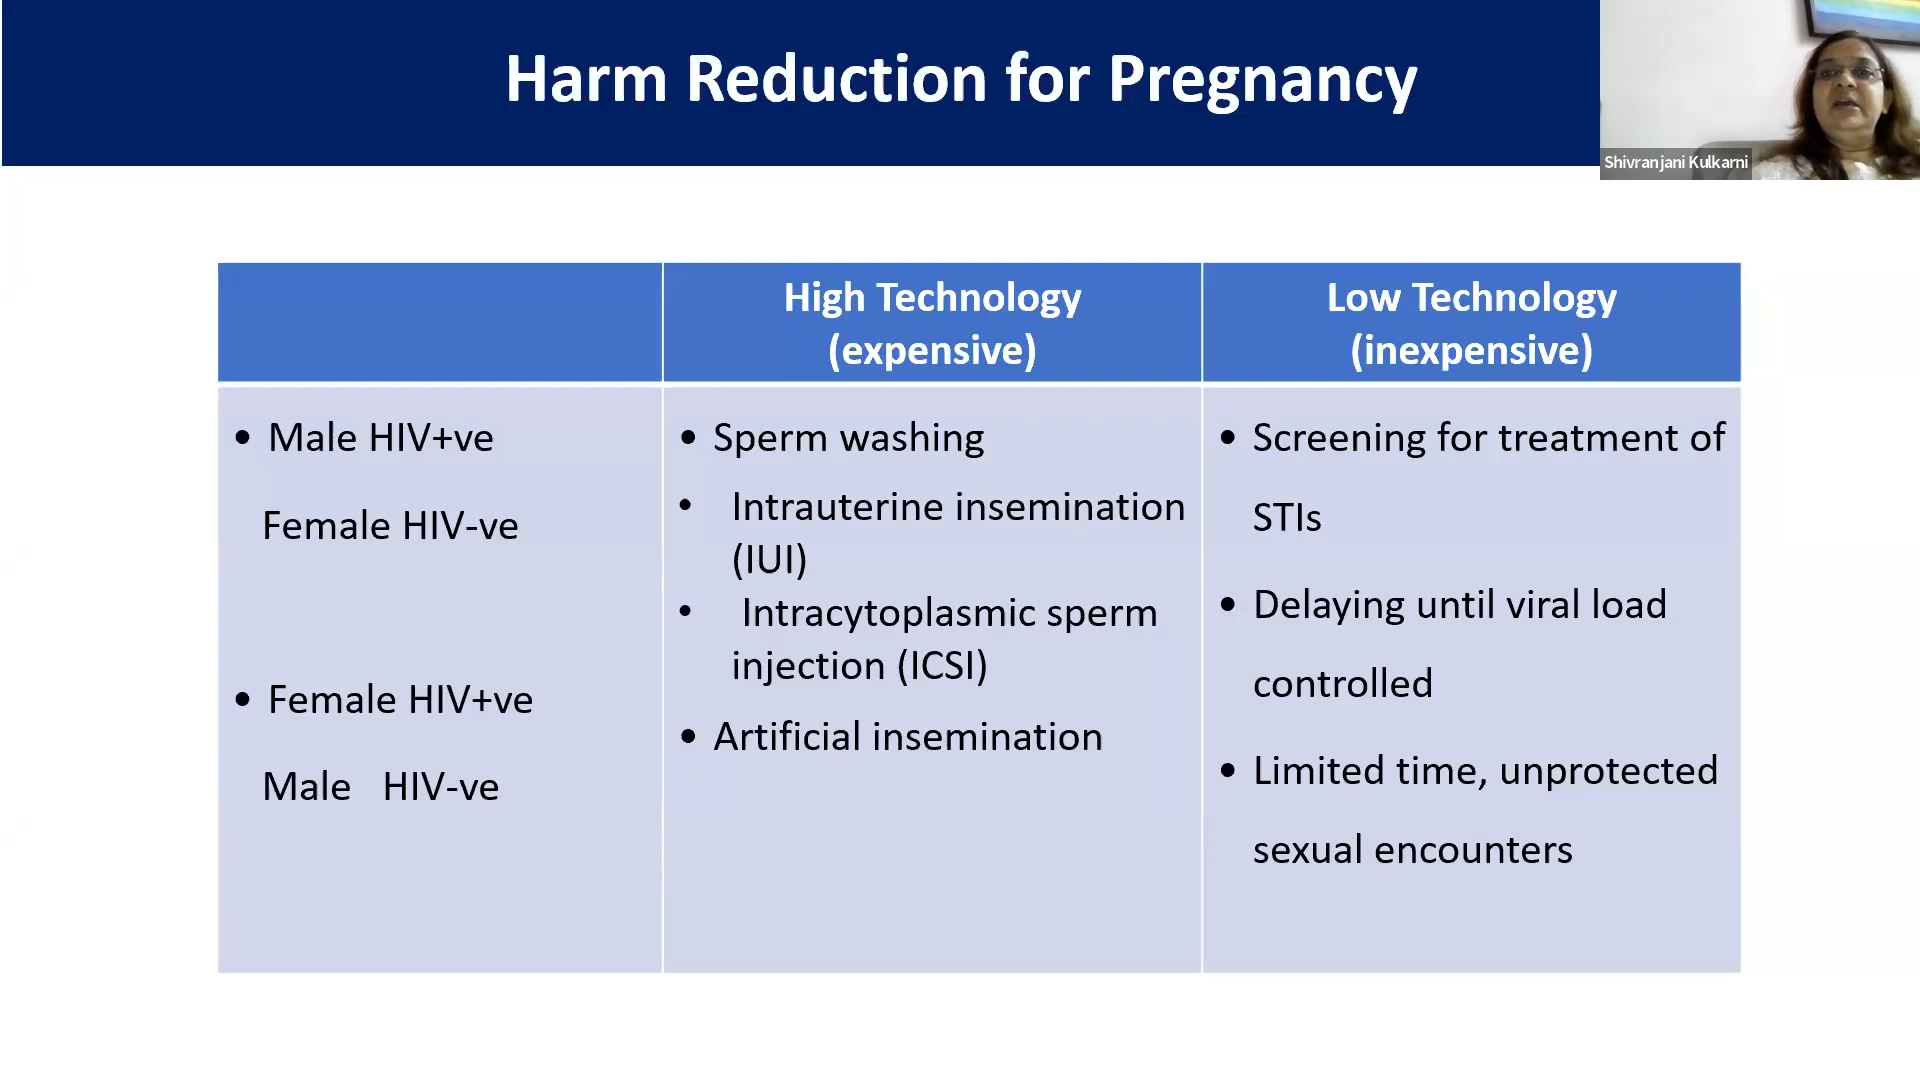 Harm Reduction for Pregnancy
Shivranjani Kulkarni
High Technology
(expensive)
Low Technology
(inexpensive)
• Male HIV+ve
Female HIV-ve
• Female HIV+ve
Male HIV-ve
• Sperm washing
• Intrauterine insemination
(IUI)
• Intracytoplasmic sperm
injection (ICSI)
• Artificial insemination
• Screening for treatment of
STIs
• Delaying until viral load
controlled
• Limited time, unprotected
sexual encounters